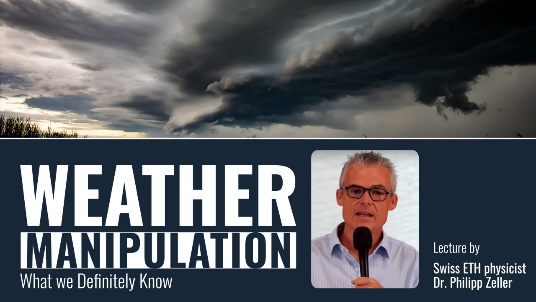 WEATHER
MANIPULATION
What we Definitely Know
Lecture by
Swiss ETH physicist
Dr. Philipp Zeller